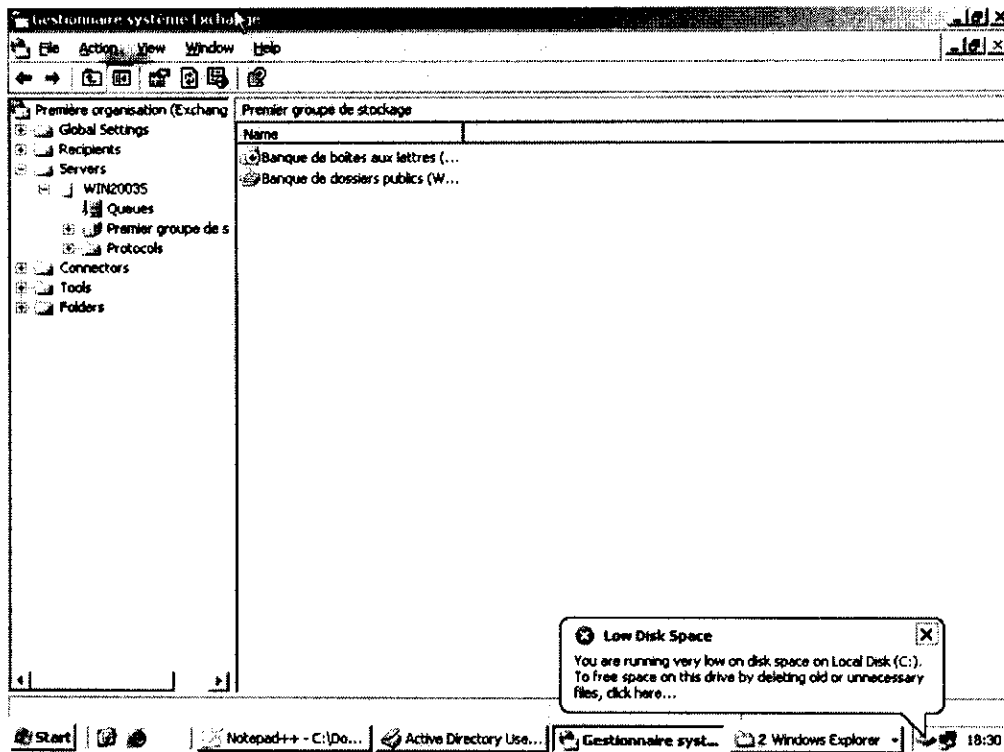 Gestionnaire système Exchange
File Action View Window Help
Première organisation (Exchang
Global Settings
Recipients
Servers
WIN20035
Queues
Premier groupe de s
Protocols
Connectors
Tools
Folders
Premier groupe de stockage
Name
Banque de boîtes aux lettres (...
Banque de dossiers publics (W...
Low Disk Space
You are running very low on disk space on Local Disk (C:).
To free space on this drive by deleting old or unnecessary
files, click here...
Start Notepad++ - C:\Do... Active Directory Use... Gestionnaire syst... 2 Windows Explorer 18:30